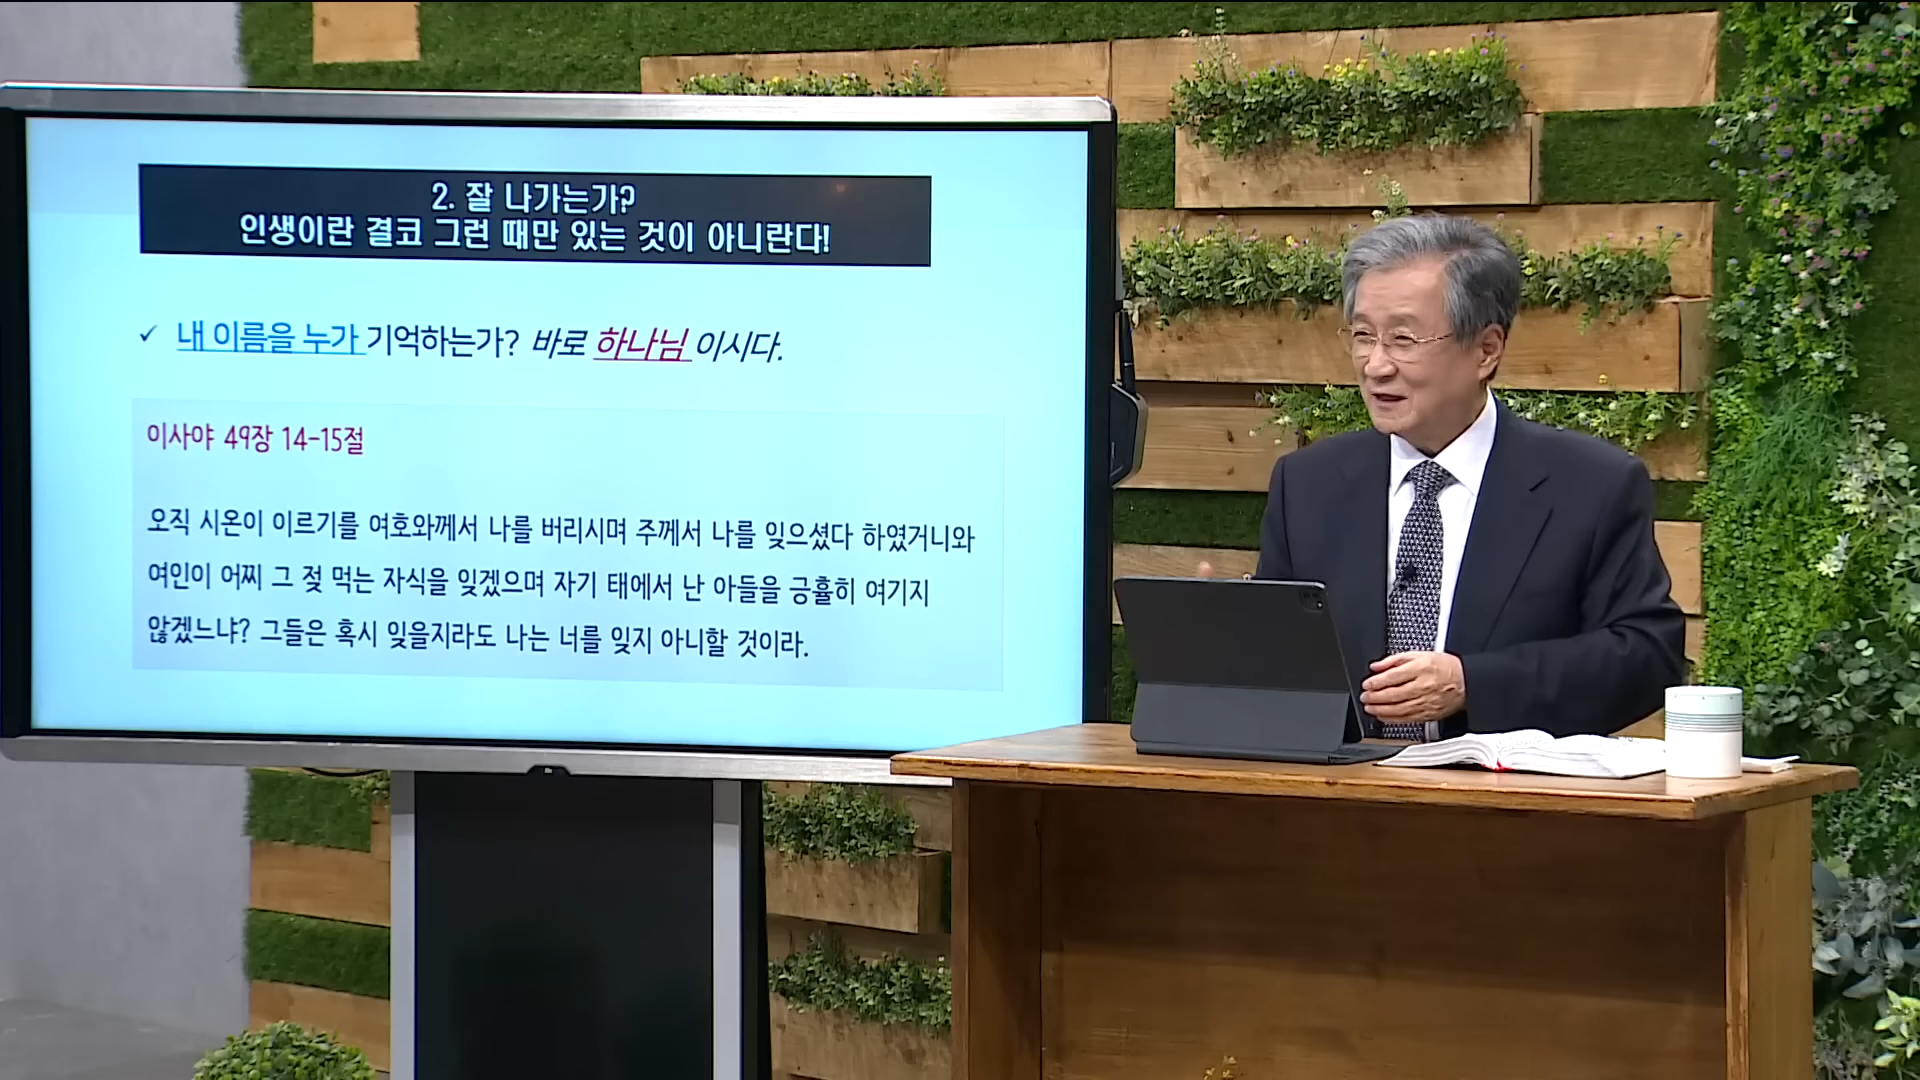 2. 잘 나가는가?
인생이란 결코 그런 때만 있는 것이 아니란다!
✓ 내 이름을 누가 기억하는가? 바로 하나님 이시다.
이사야 49장 14-15절
오직 시온이 이르기를 여호와께서 나를 버리시며 주께서 나를 잊으셨다 하였거니와
여인이 어찌 그 젖 먹는 자식을 잊겠으며 자기 태에서 난 아들을 긍휼히 여기지
않겠느냐? 그들은 혹시 잊을지라도 나는 너를 잊지 아니할 것이라.